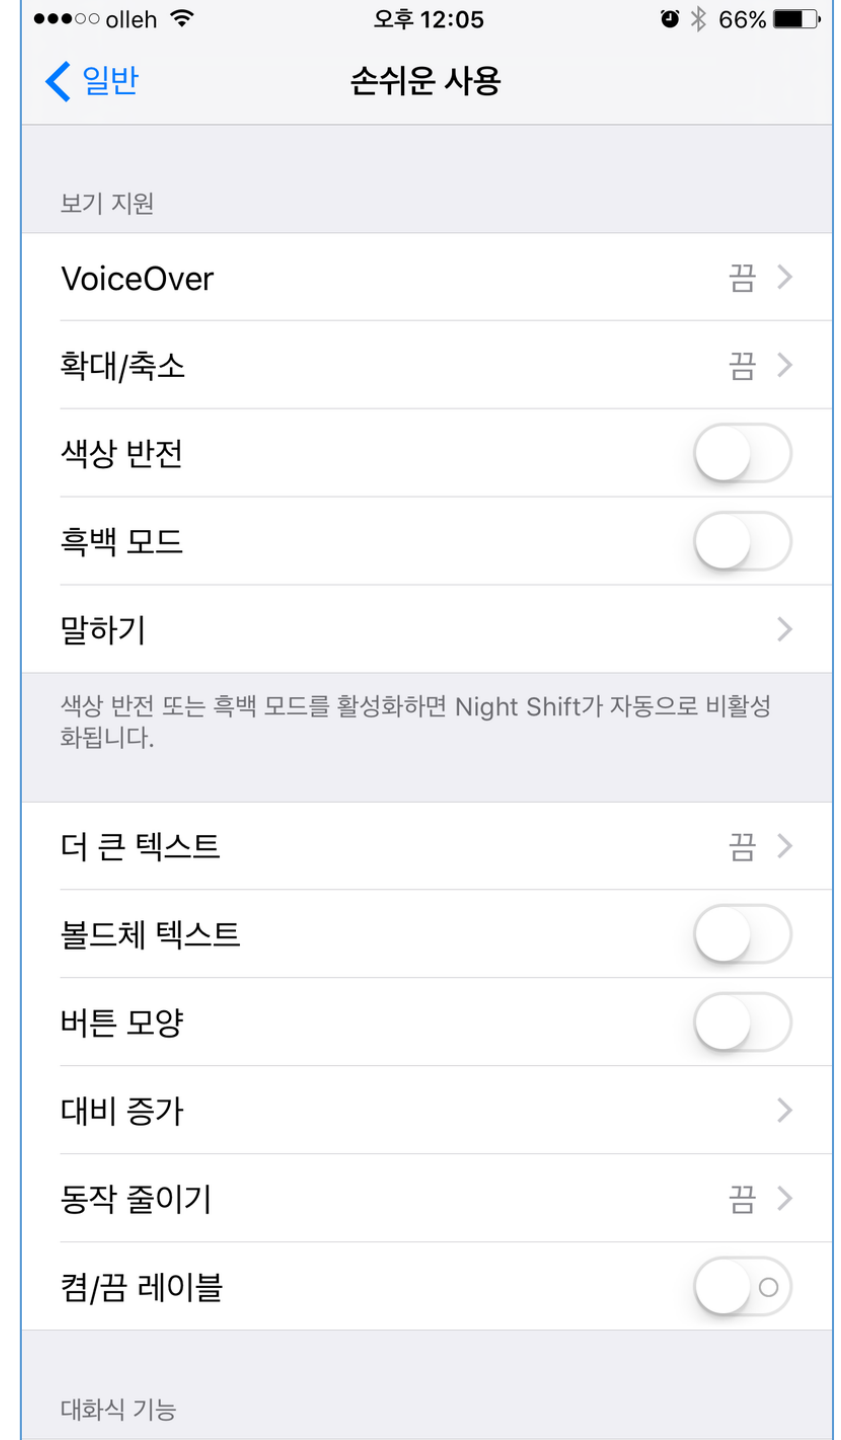 olleh 오후 12:05 66%
일반 손쉬운 사용
보기 지원
VoiceOver 끔
확대/축소 끔
색상 반전
흑백 모드
말하기
색상 반전 또는 흑백 모드를 활성화하면 Night Shift가 자동으로 비활성
화됩니다.
더 큰 텍스트 끔
볼드체 텍스트
버튼 모양
대비 증가
동작 줄이기 끔
켬/끔 레이블
대화식 기능